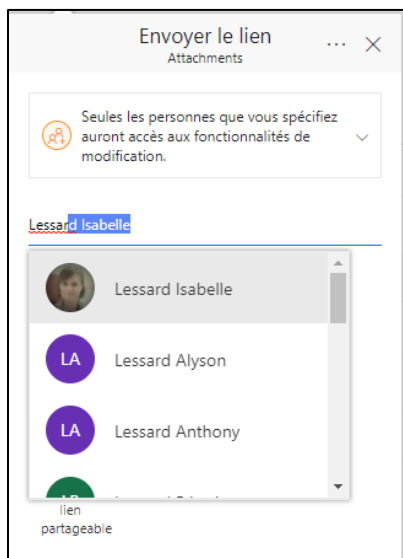 Envoyer le lien
Attachments
Seules les personnes que vous spécifiez
auront accès aux fonctionnalités de
modification.
Lessard Isabelle
Lessard Isabelle
LA Lessard Alyson
LA Lessard Anthony
lien
partageable